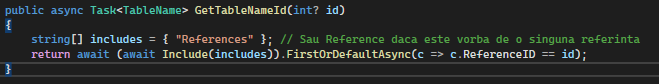 public async Task<TableName> GetTableNameId(int? id)
{
string[] includes = { "References" }; // Sau Reference daca este vorba de o singuna referinta
return await (await Include(includes)).FirstOrDefaultAsync(c => c.ReferenceID == id);
}